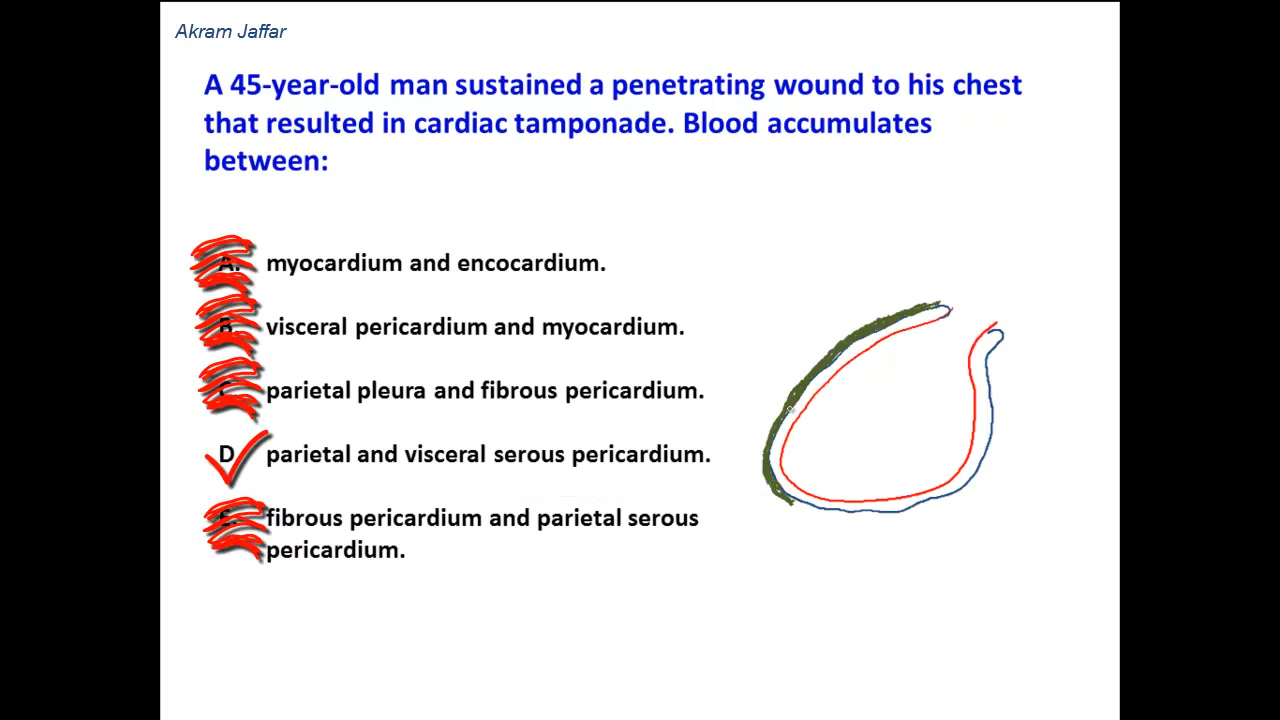 Akram Jaffar
A 45-year-old man sustained a penetrating wound to his chest
that resulted in cardiac tamponade. Blood accumulates
between:
A. myocardium and encocardium.
B visceral pericardium and myocardium.
parietal pleura and fibrous pericardium.
D parietal and visceral serous pericardium.
E. fibrous pericardium and parietal serous
pericardium.